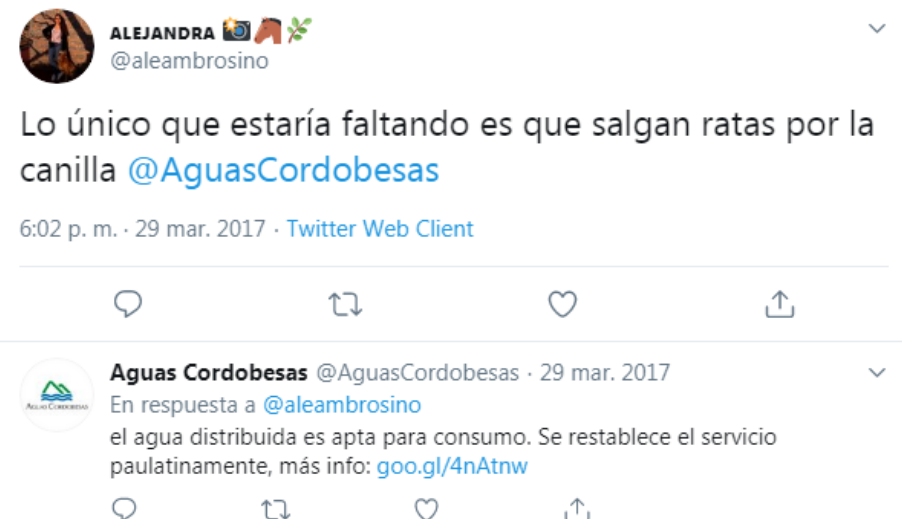 ALEJANDRA 📸🐴🌿
@aleambrosino
Lo único que estaría faltando es que salgan ratas por la
canilla @AguasCordobesas
6:02 p. m. · 29 mar. 2017 · Twitter Web Client
Aguas Cordobesas @AguasCordobesas · 29 mar. 2017
AGUAS CORDOBESAS
En respuesta a @aleambrosino
el agua distribuida es apta para consumo. Se restablece el servicio
paulatinamente, más info: goo.gl/4nAtnw